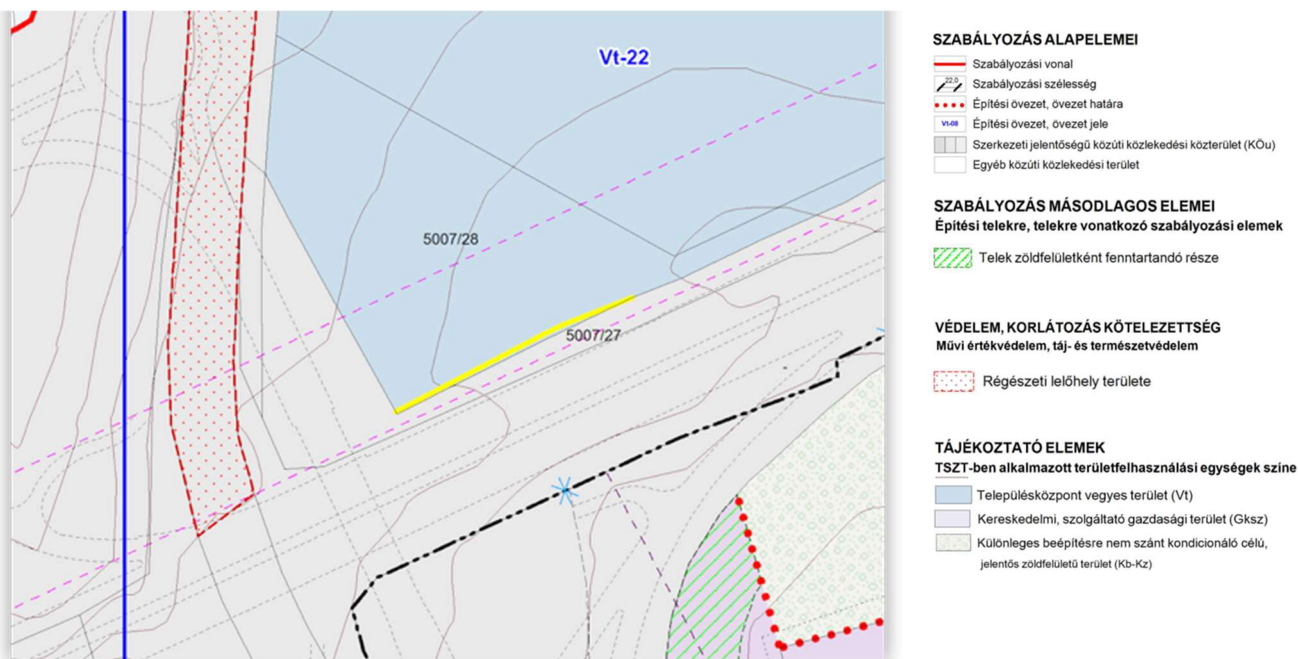 Vt-22
5007/28
5007/27
SZABÁLYOZÁS ALAPELEMEI
Szabályozási vonal
22,0 Szabályozási szélesség
Építési övezet, övezet határa
Vt-08 Építési övezet, övezet jele
Szerkezeti jelentőségű közúti közlekedési közterület (KÖu)
Egyéb közúti közlekedési terület
SZABÁLYOZÁS MÁSODLAGOS ELEMEI
Építési telekre, telekre vonatkozó szabályozási elemek
Telek zöldfelületként fenntartandó része
VÉDELEM, KORLÁTOZÁS KÖTELEZETTSÉG
Művi értékvédelem, táj- és természetvédelem
Régészeti lelőhely területe
TÁJÉKOZTATÓ ELEMEK
TSZT-ben alkalmazott területfelhasználási egységek színe
Településközpont vegyes terület (Vt)
Kereskedelmi, szolgáltató gazdasági terület (Gksz)
Különleges beépítésre nem szánt kondicionáló célú,
jelentős zöldfelületű terület (Kb-Kz)